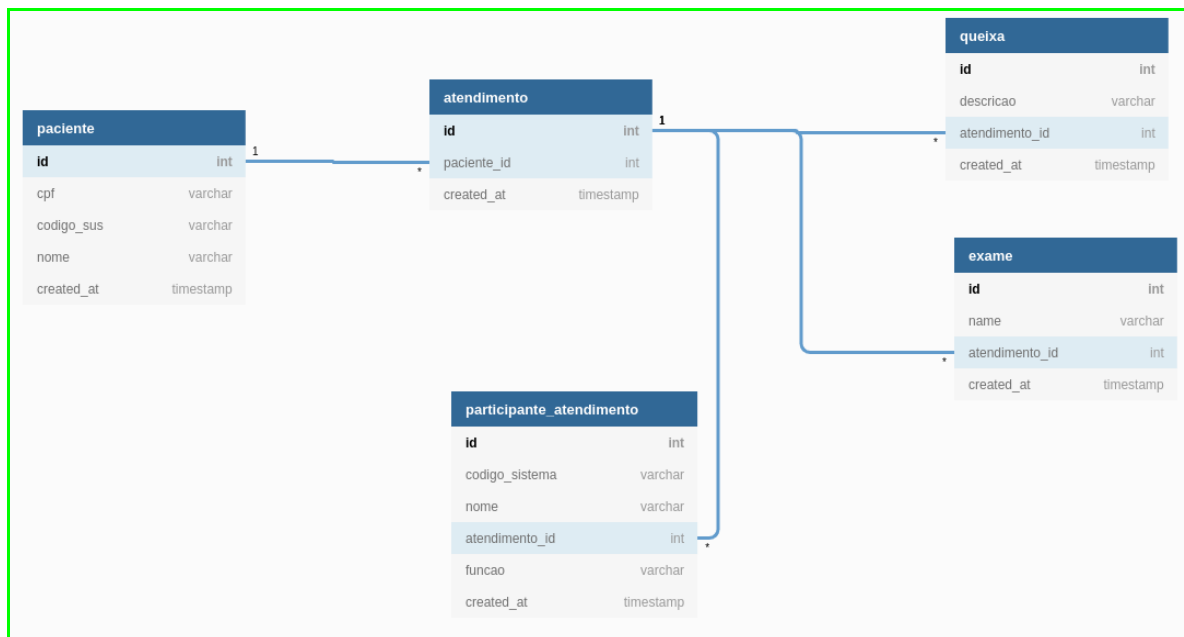 paciente
id int
cpf varchar
codigo_sus varchar
nome varchar
created_at timestamp
1
*
atendimento
id int
paciente_id int
created_at timestamp
1
*
queixa
id int
descricao varchar
atendimento_id int
created_at timestamp
*
exame
id int
name varchar
atendimento_id int
created_at timestamp
participante_atendimento
id int
codigo_sistema varchar
nome varchar
atendimento_id int
funcao varchar
created_at timestamp
*